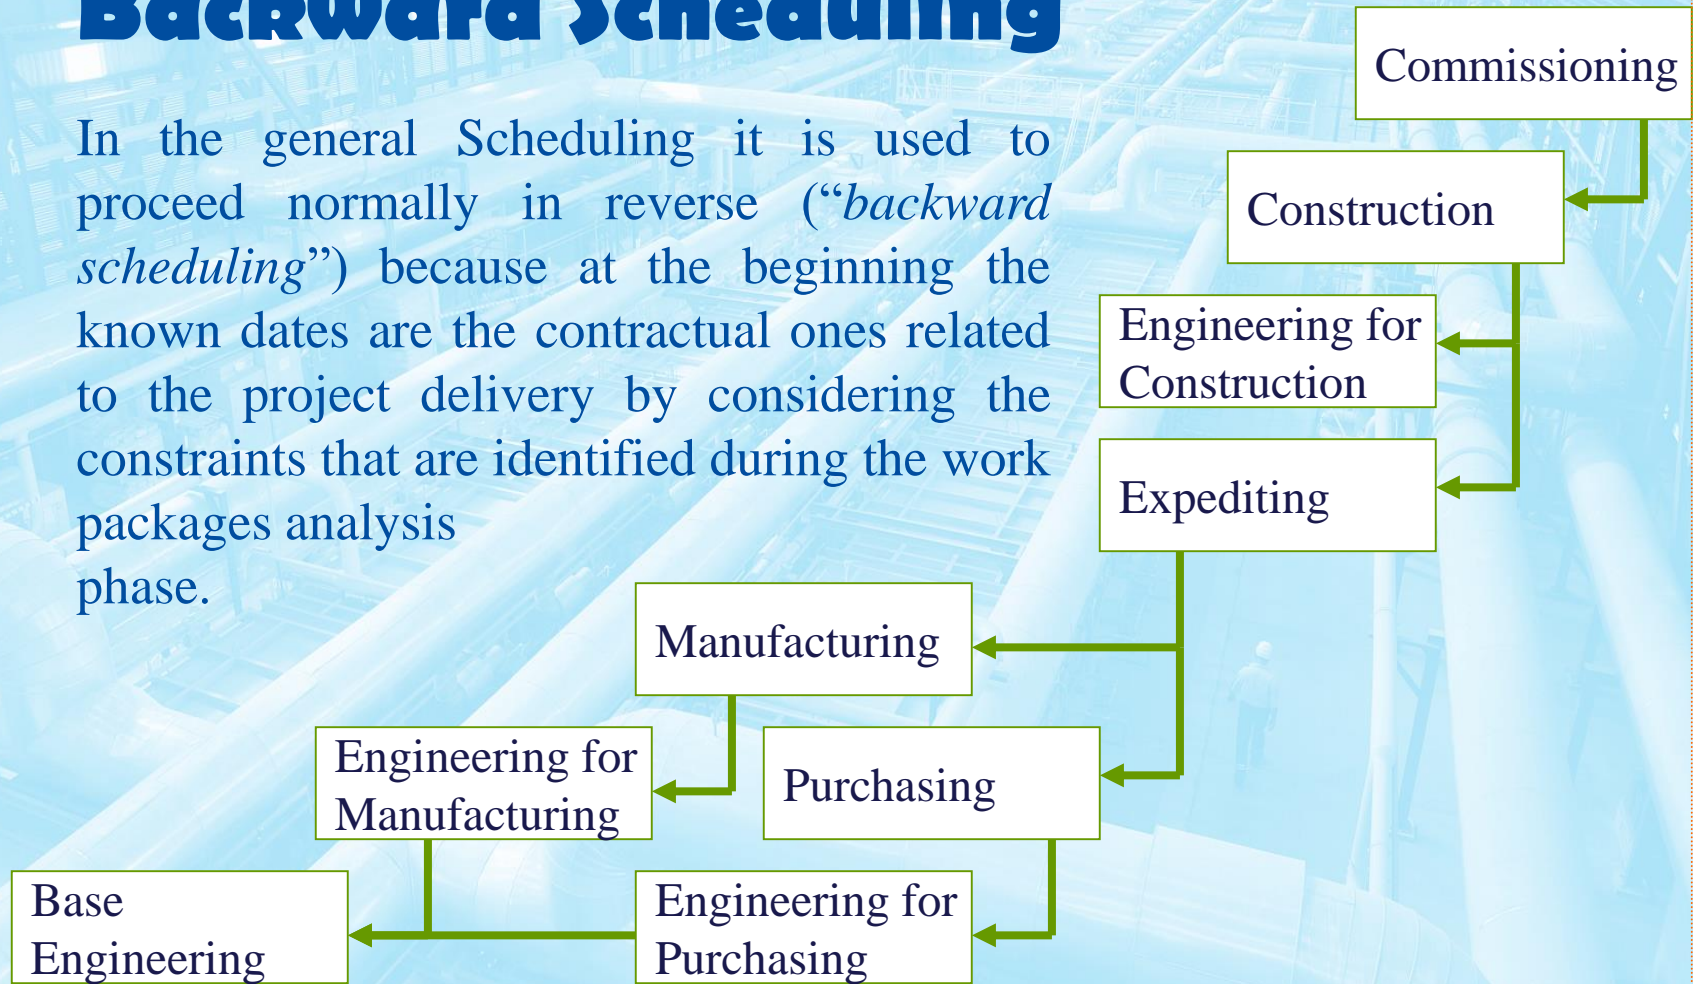 Backward Scheduling
In the general Scheduling it is used to
proceed normally in reverse (“backward
scheduling”) because at the beginning the
known dates are the contractual ones related
to the project delivery by considering the
constraints that are identified during the work
packages analysis
phase.
Commissioning
Construction
Engineering for
Construction
Expediting
Manufacturing
Engineering for
Manufacturing
Purchasing
Base
Engineering
Engineering for
Purchasing